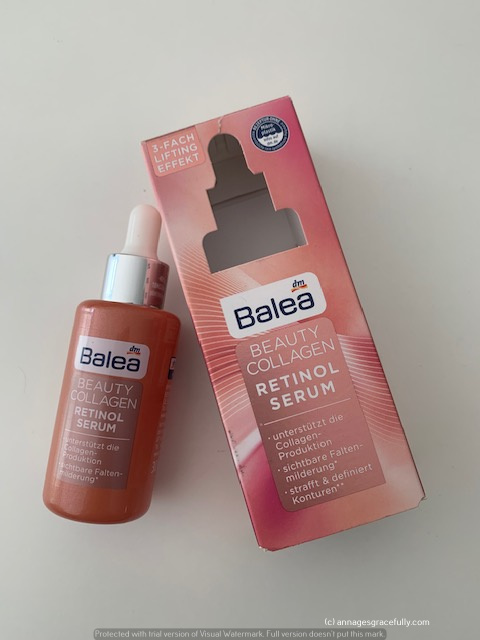 3-FACH
LIFTING
EFFEKT
dm
Balea
BEAUTY
COLLAGEN
RETINOL
SERUM
· unterstützt die
Collagen-
Produktion
· sichtbare Falten-
milderung*
· strafft & definiert
Konturen**
dm
Balea
BEAUTY
COLLAGEN
RETINOL
SERUM
· unterstützt die
Collagen-
Produktion
· sichtbare Falten-
milderung*
(c) annagesgracefully.com
Protected with trial version of Visual Watermark. Full version doesn't put this mark.